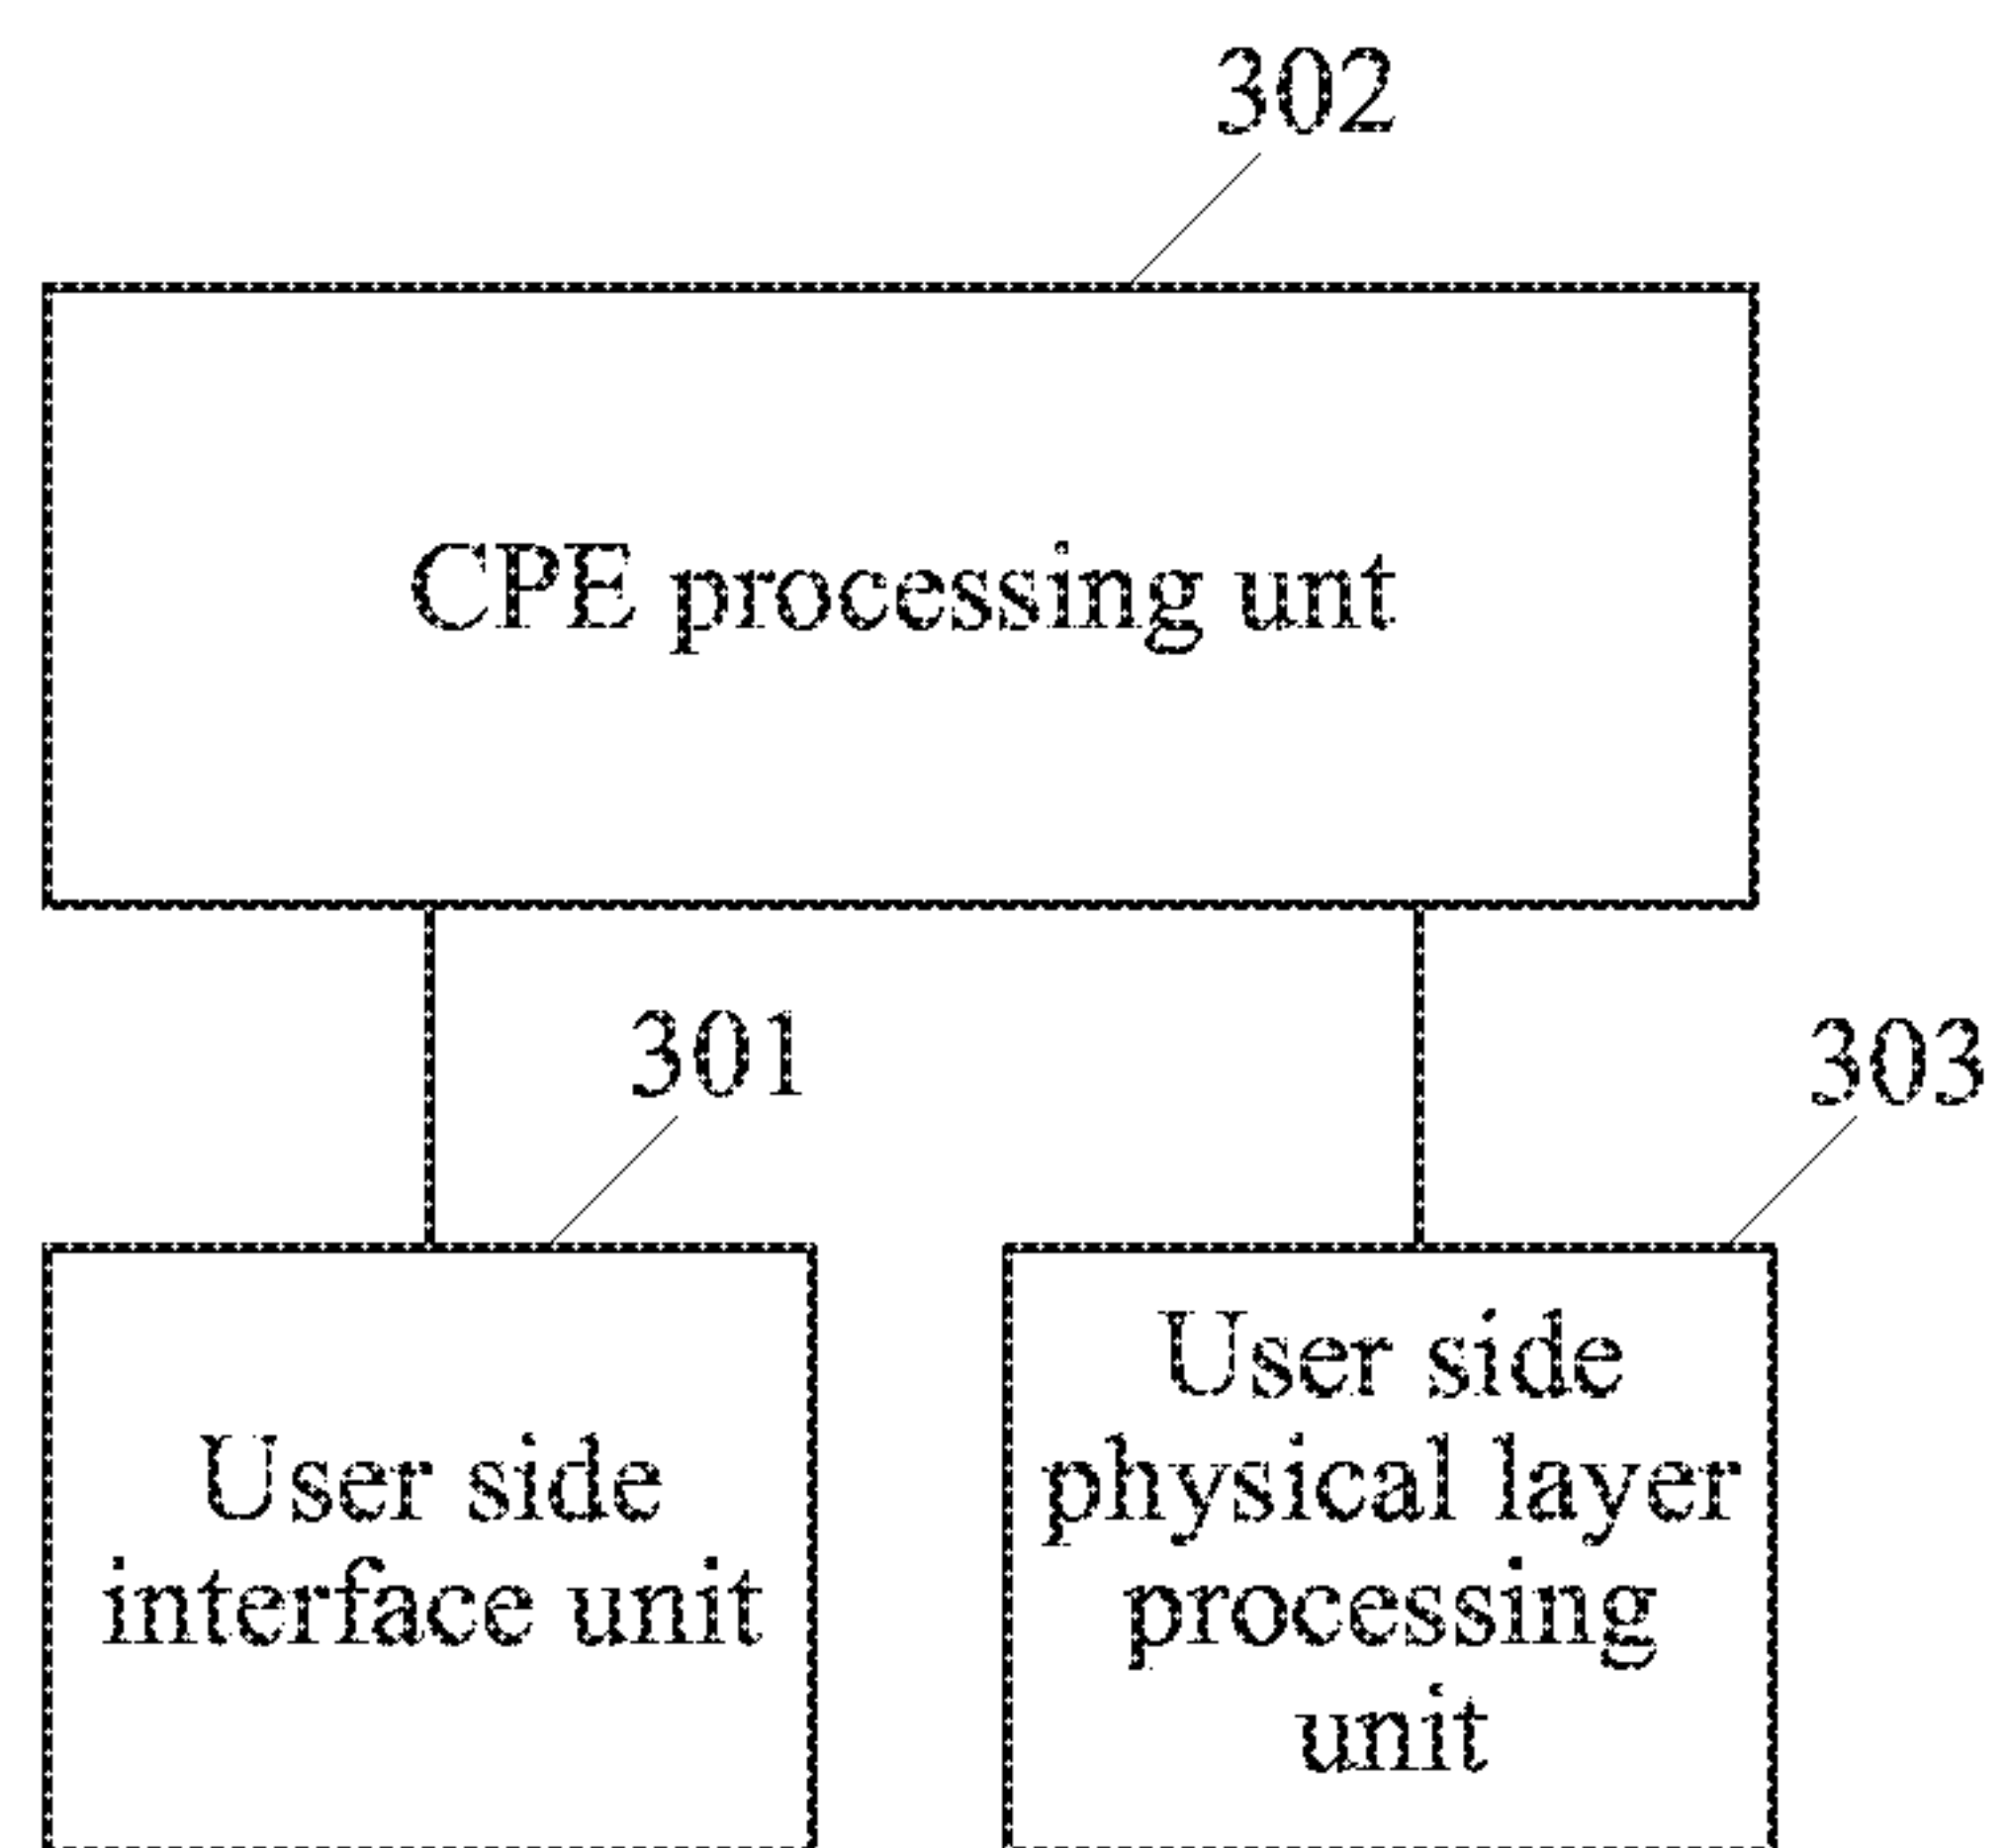 302
CPE processing unt
301
303
User side
interface unit
User side
physical layer
processing
unit